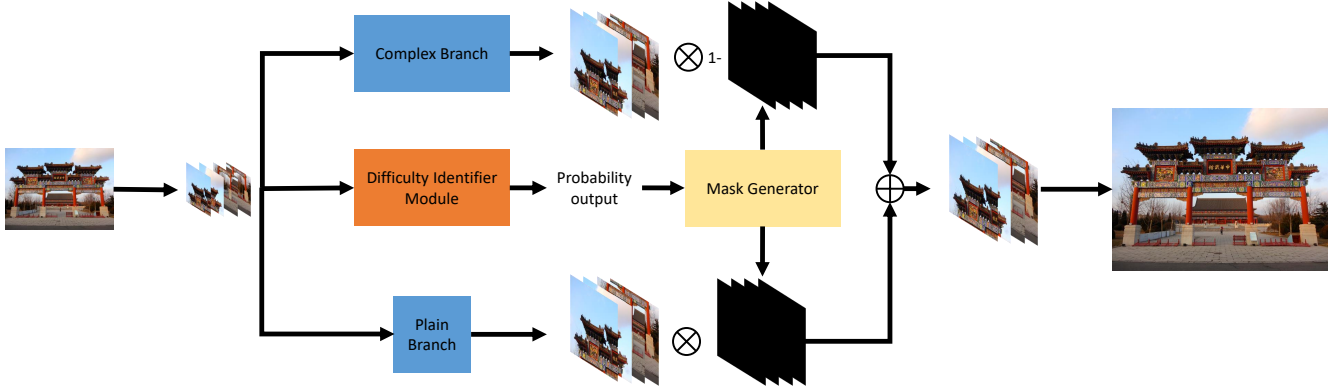 Complex Branch
1-
Difficulty Identifier
Module
Probability
output
Mask Generator
Plain
Branch